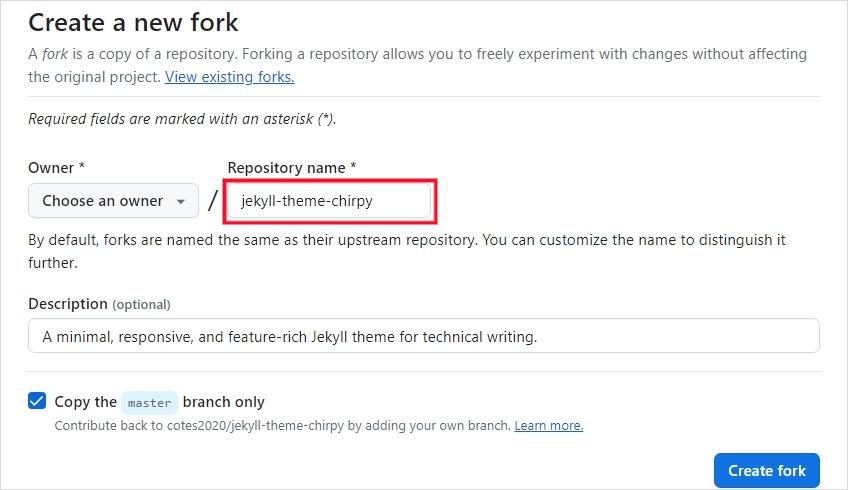 Create a new fork
A fork is a copy of a repository. Forking a repository allows you to freely experiment with changes without affecting
the original project. View existing forks.
Required fields are marked with an asterisk (*).
Owner *
Repository name *
Choose an owner
/
jekyll-theme-chirpy
By default, forks are named the same as their upstream repository. You can customize the name to distinguish it
further.
Description (optional)
A minimal, responsive, and feature-rich Jekyll theme for technical writing.
Copy the master branch only
Contribute back to cotes2020/jekyll-theme-chirpy by adding your own branch. Learn more.
Create fork